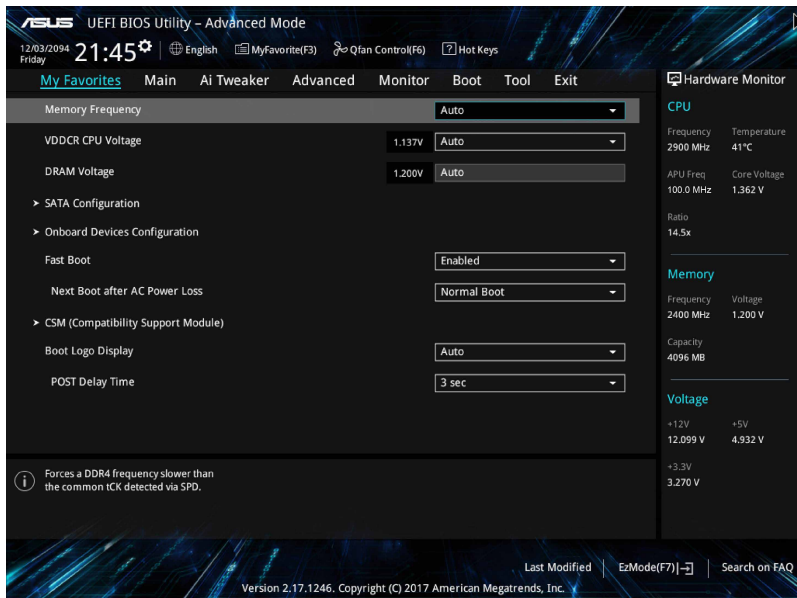 ASUS UEFI BIOS Utility – Advanced Mode
12/03/2094
Friday
21:45
English
MyFavorite(F3)
Qfan Control(F6)
? Hot Keys
My Favorites Main Ai Tweaker Advanced Monitor Boot Tool Exit
Memory Frequency Auto
VDDCR CPU Voltage 1.137V Auto
DRAM Voltage 1.200V Auto
> SATA Configuration
> Onboard Devices Configuration
Fast Boot Enabled
Next Boot after AC Power Loss Normal Boot
> CSM (Compatibility Support Module)
Boot Logo Display Auto
POST Delay Time 3 sec
i
Forces a DDR4 frequency slower than
the common tCK detected via SPD.
Hardware Monitor
CPU
Frequency Temperature
2900 MHz 41°C
APU Freq Core Voltage
100.0 MHz 1.362 V
Ratio
14.5x
Memory
Frequency Voltage
2400 MHz 1.200 V
Capacity
4096 MB
Voltage
+12V +5V
12.099 V 4.932 V
+3.3V
3.270 V
Last Modified EzMode(F7) Search on FAQ
Version 2.17.1246. Copyright (C) 2017 American Megatrends, Inc.